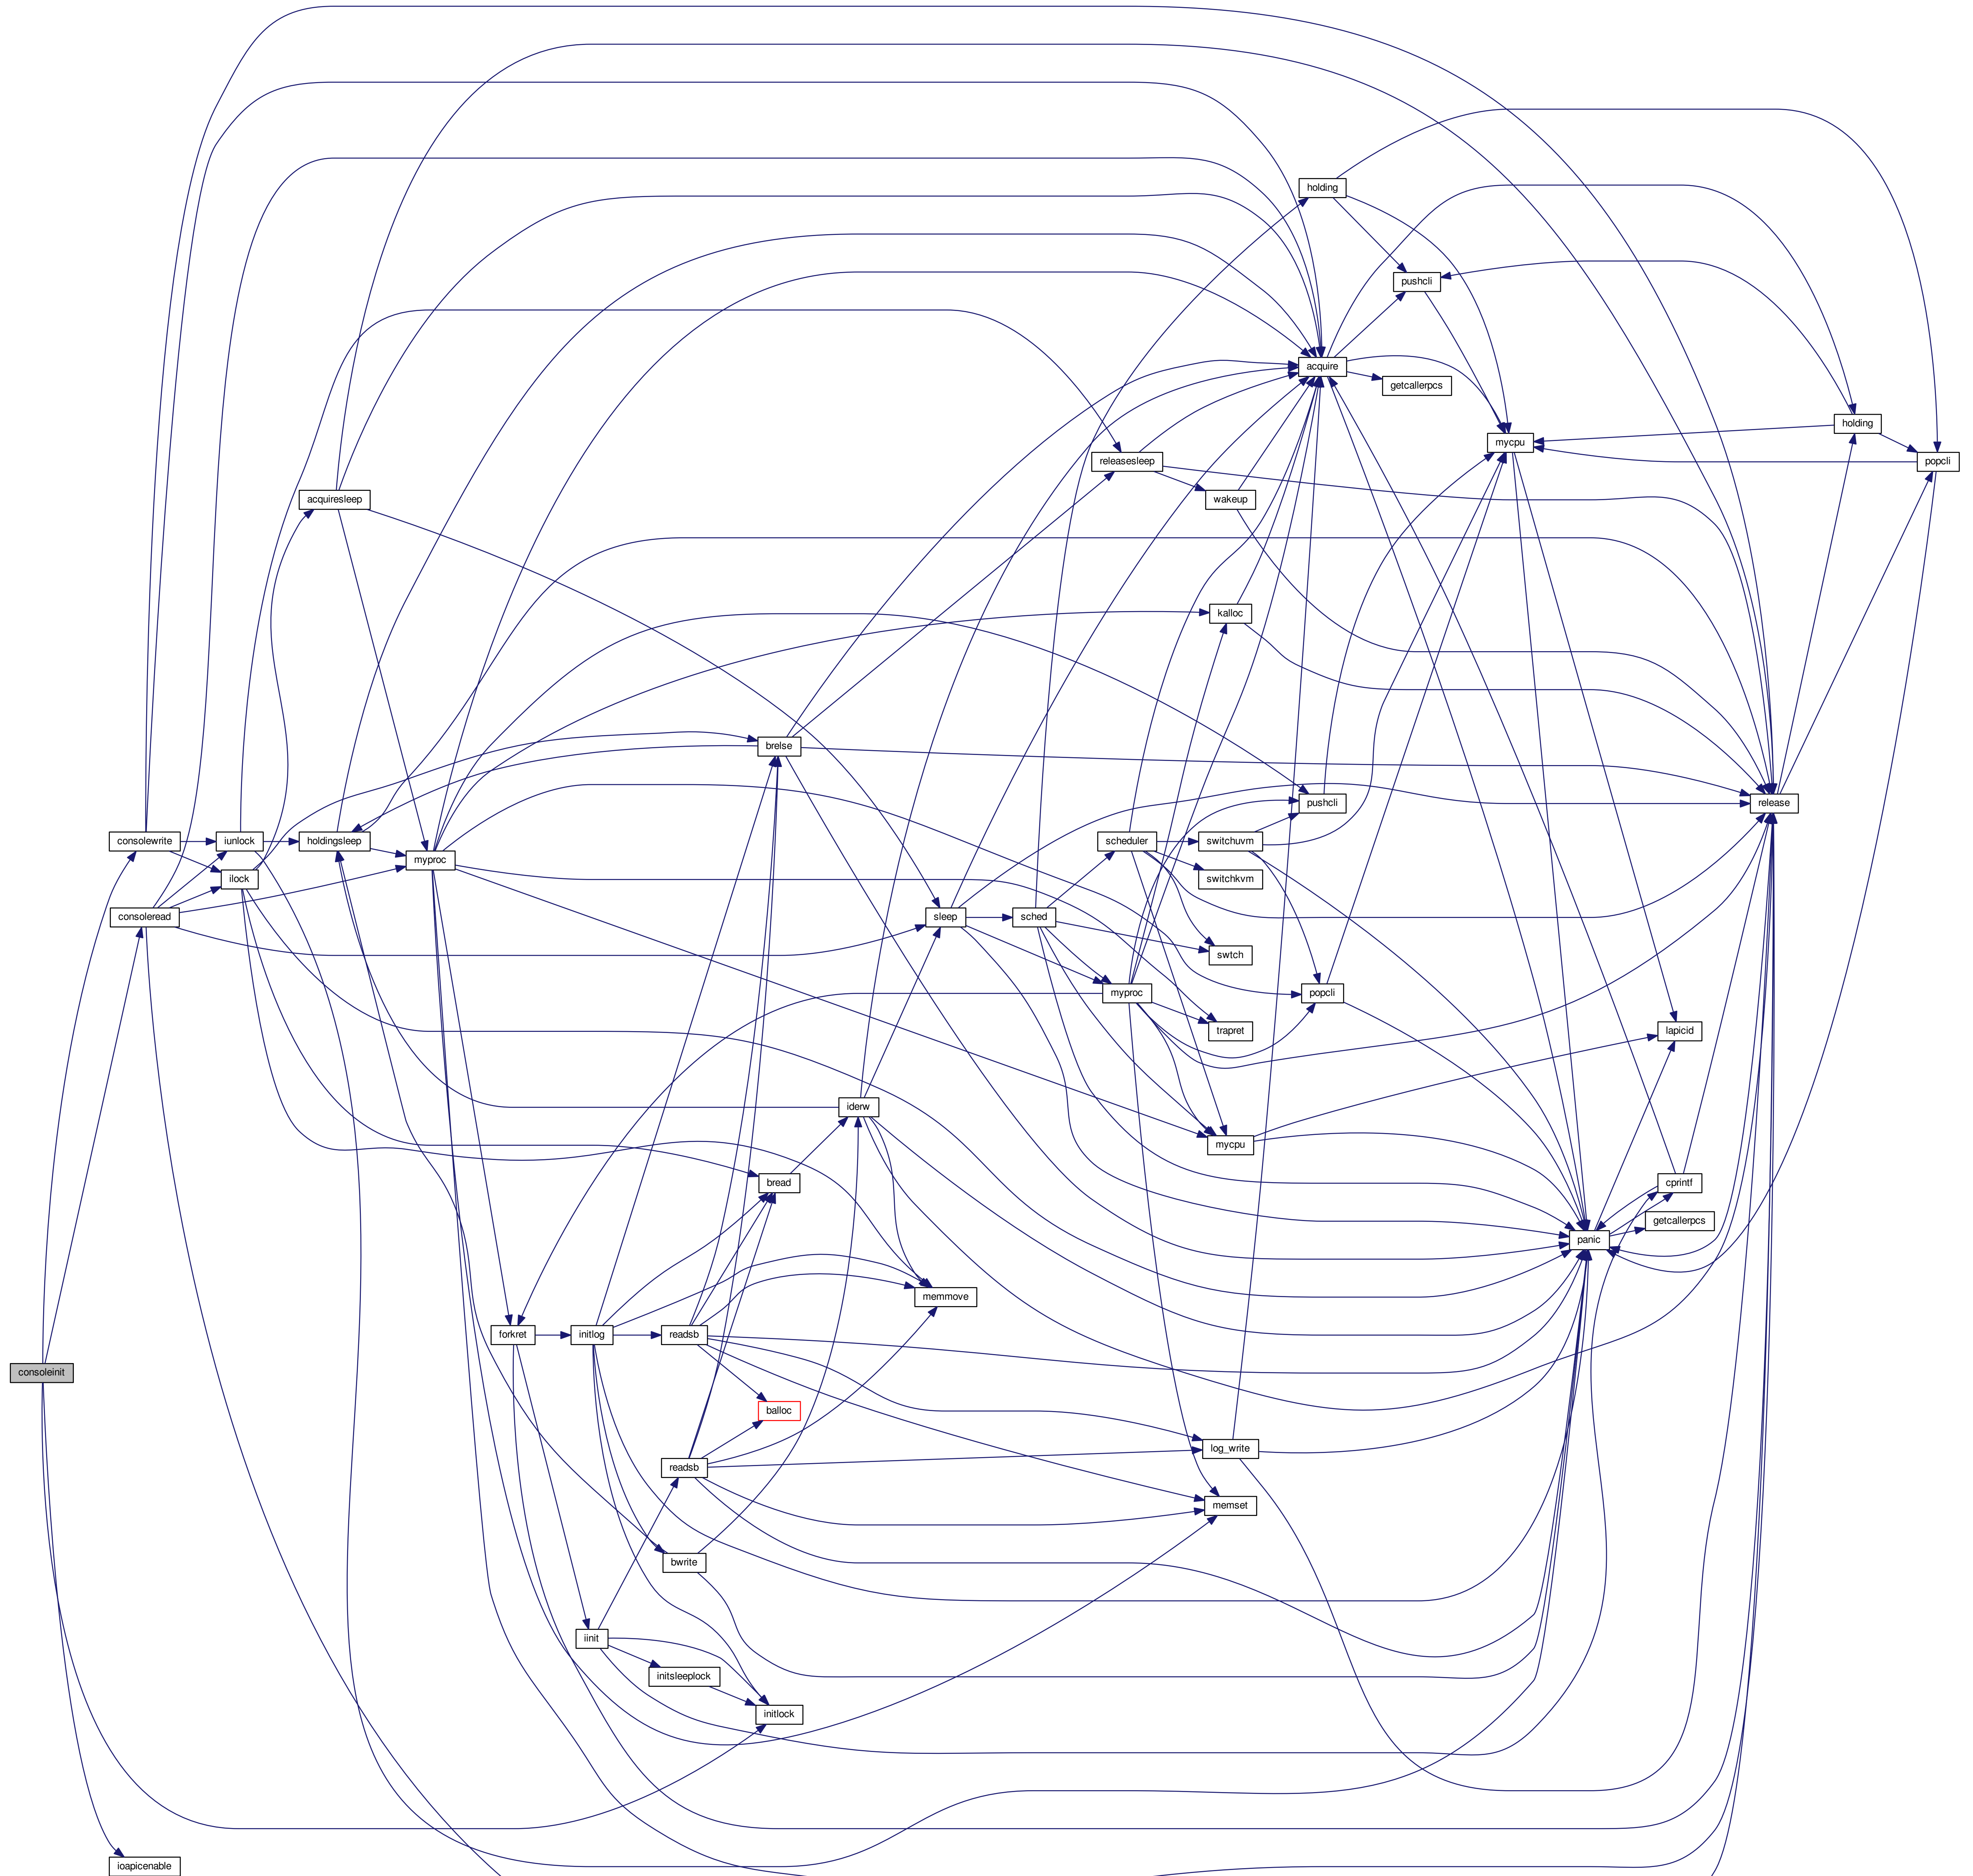 holding
pushcli
acquire
getcallerpcs
holding
mycpu
popcli
releasesleep
acquiresleep
wakeup
kalloc
brelse
pushcli
release
consolewrite
iunlock
holdingsleep
scheduler
switchuvm
myproc
ilock
switchkvm
consoleread
sleep
sched
swtch
myproc
popcli
trapret
lapicid
iderw
mycpu
bread
cprintf
getcallerpcs
panic
memmove
forkret
initlog
readsb
consoleinit
balloc
log_write
readsb
memset
bwrite
iinit
initsleeplock
initlock
ioapicenable